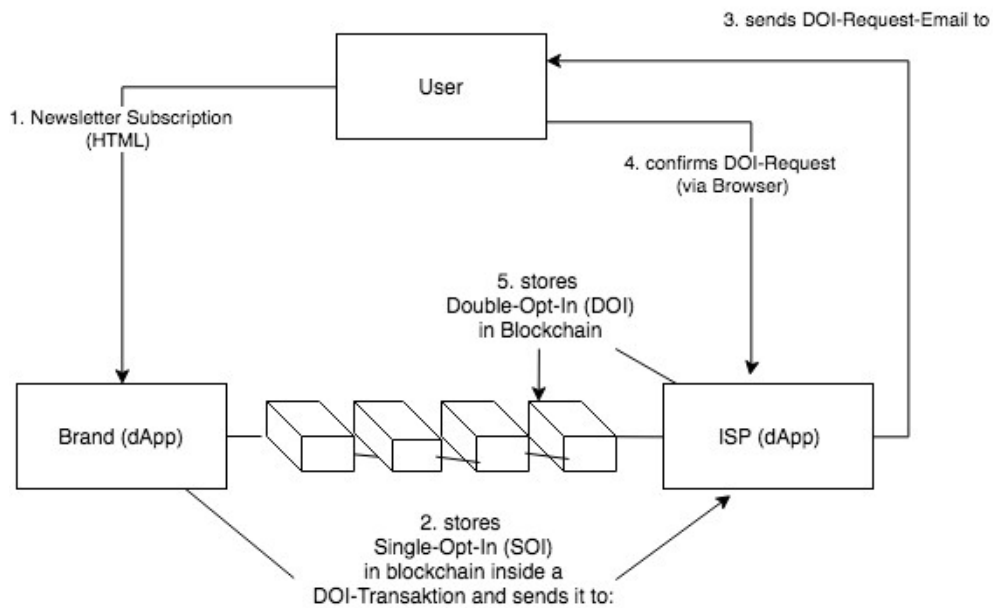 3. sends DOI-Request-Email to
User
1. Newsletter Subscription
(HTML)
4. confirms DOI-Request
(via Browser)
5. stores
Double-Opt-In (DOI)
in Blockchain
Brand (dApp)
ISP (dApp)
2. stores
Single-Opt-In (SOI)
in blockchain inside a
DOI-Transaktion and sends it to: